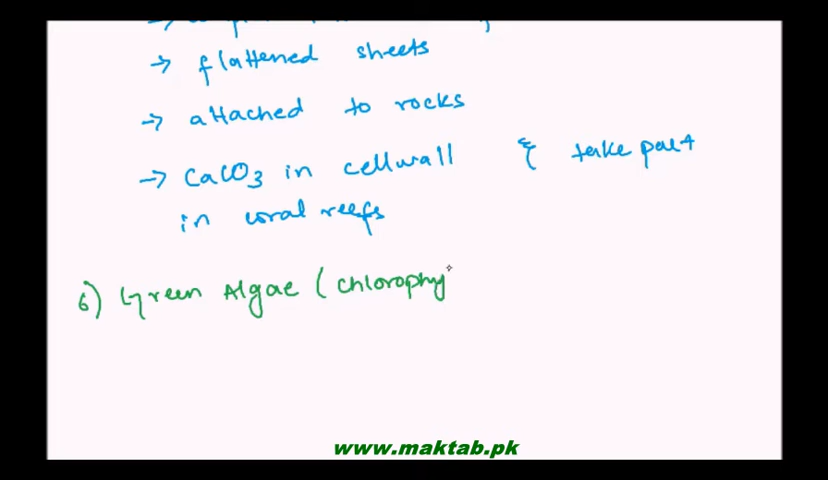 → flattened sheets
→ attached to rocks
→ CaCO3 in cellwall & take part
in coral reefs
6) Green Algae (chlorophy
www.maktab.pk